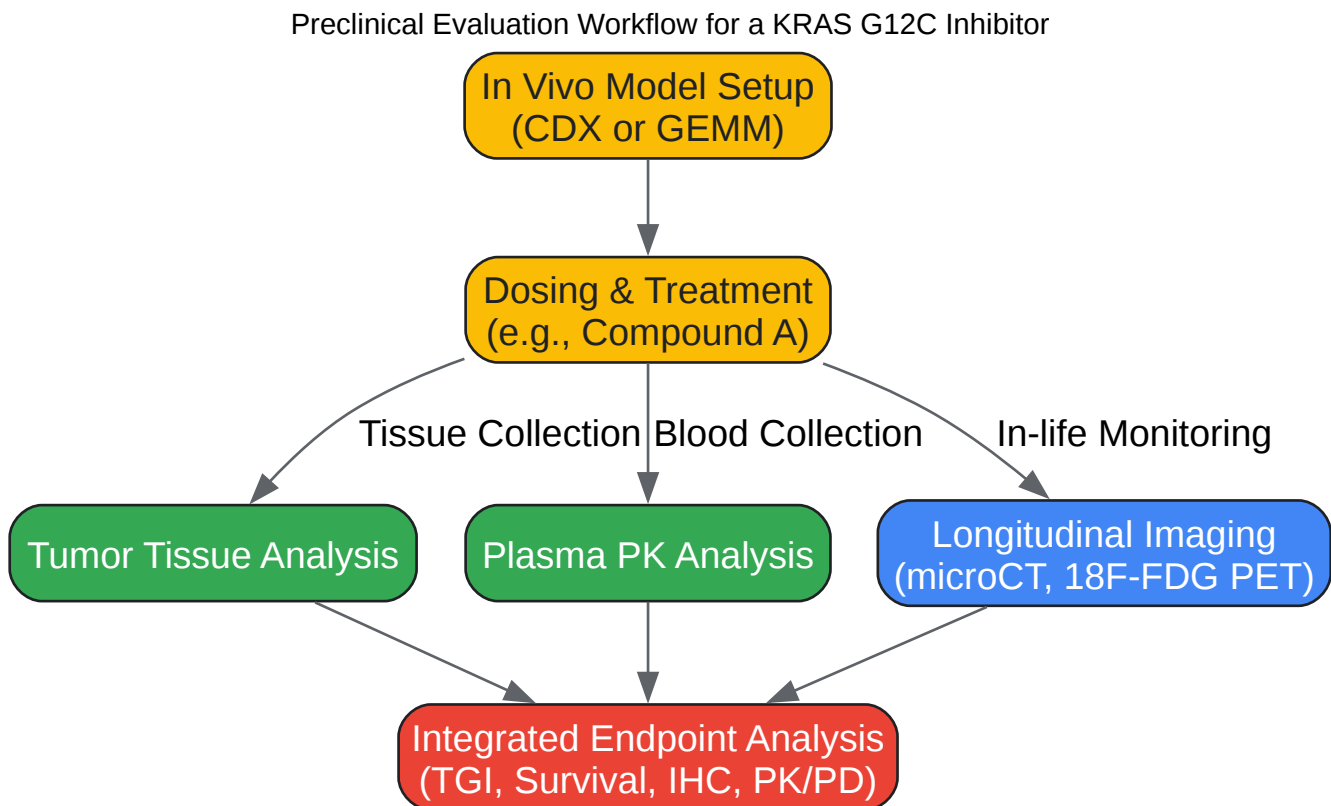 Preclinical Evaluation Workflow for a KRAS G12C Inhibitor
In Vivo Model Setup
(CDX or GEMM)
Dosing & Treatment
(e.g., Compound A)
Tissue Collection
Blood Collection
In-life Monitoring
Tumor Tissue Analysis
Plasma PK Analysis
Longitudinal Imaging
(microCT, 18F-FDG PET)
Integrated Endpoint Analysis
(TGI, Survival, IHC, PK/PD)